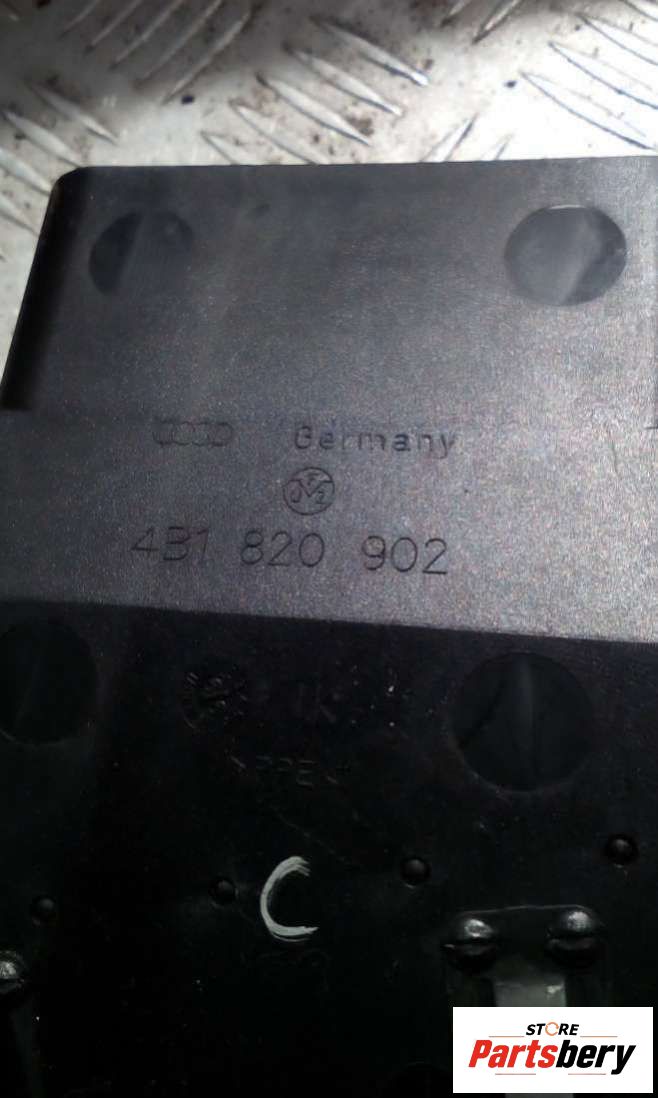 Germany
4B1 820 902
C
STORE
Partsbery